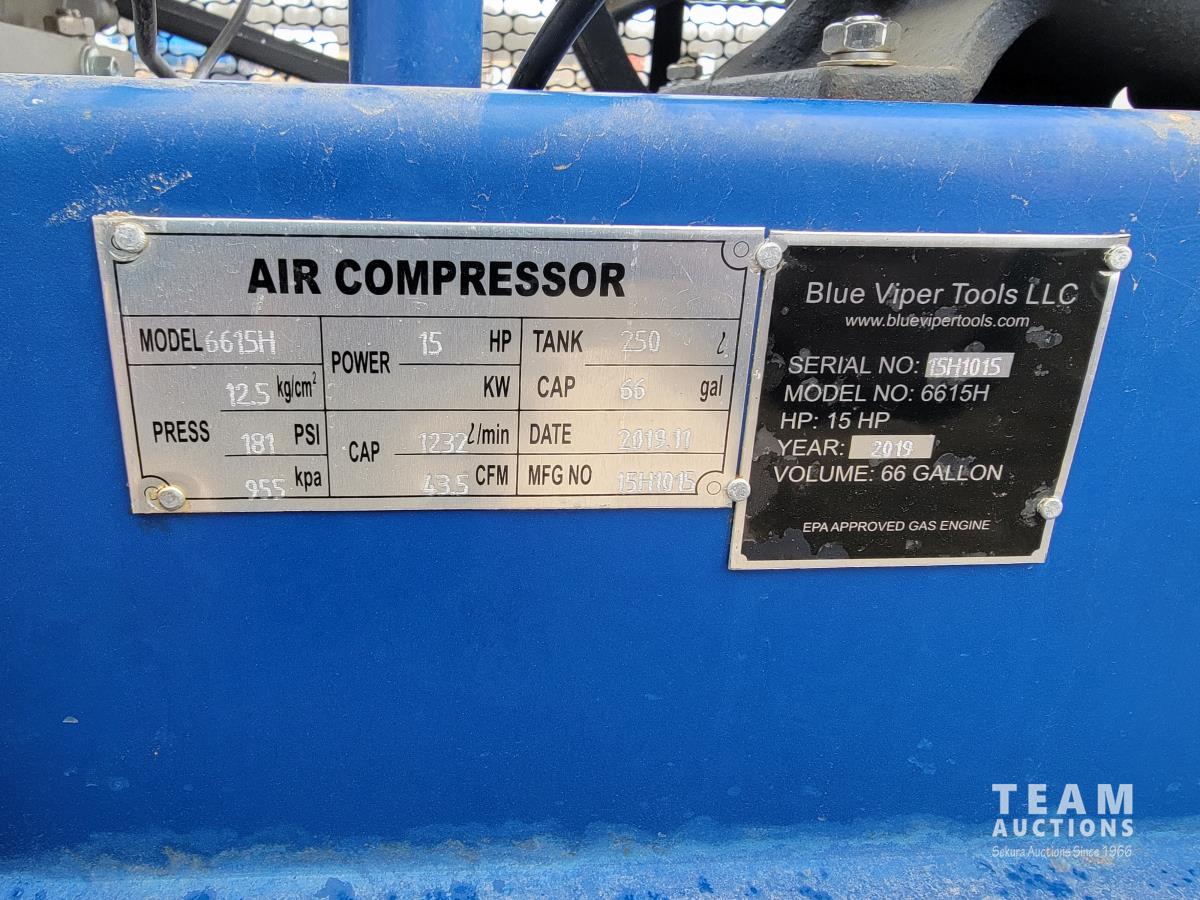 AIR COMPRESSOR
MODEL 6615H
POWER 15 HP
KW
TANK 250 l
CAP 66 gal
12.5 kg/cm²
PRESS 181 PSI
955 kpa
CAP 1232 l/min
43.5 CFM
DATE 2019.11
MFG NO 15H1015
Blue Viper Tools LLC
www.bluevipertools.com
SERIAL NO: 15H1015
MODEL NO: 6615H
HP: 15 HP
YEAR: 2019
VOLUME: 66 GALLON
EPA APPROVED GAS ENGINE
TEAM
AUCTIONS
Sekura Auctions Since 1966